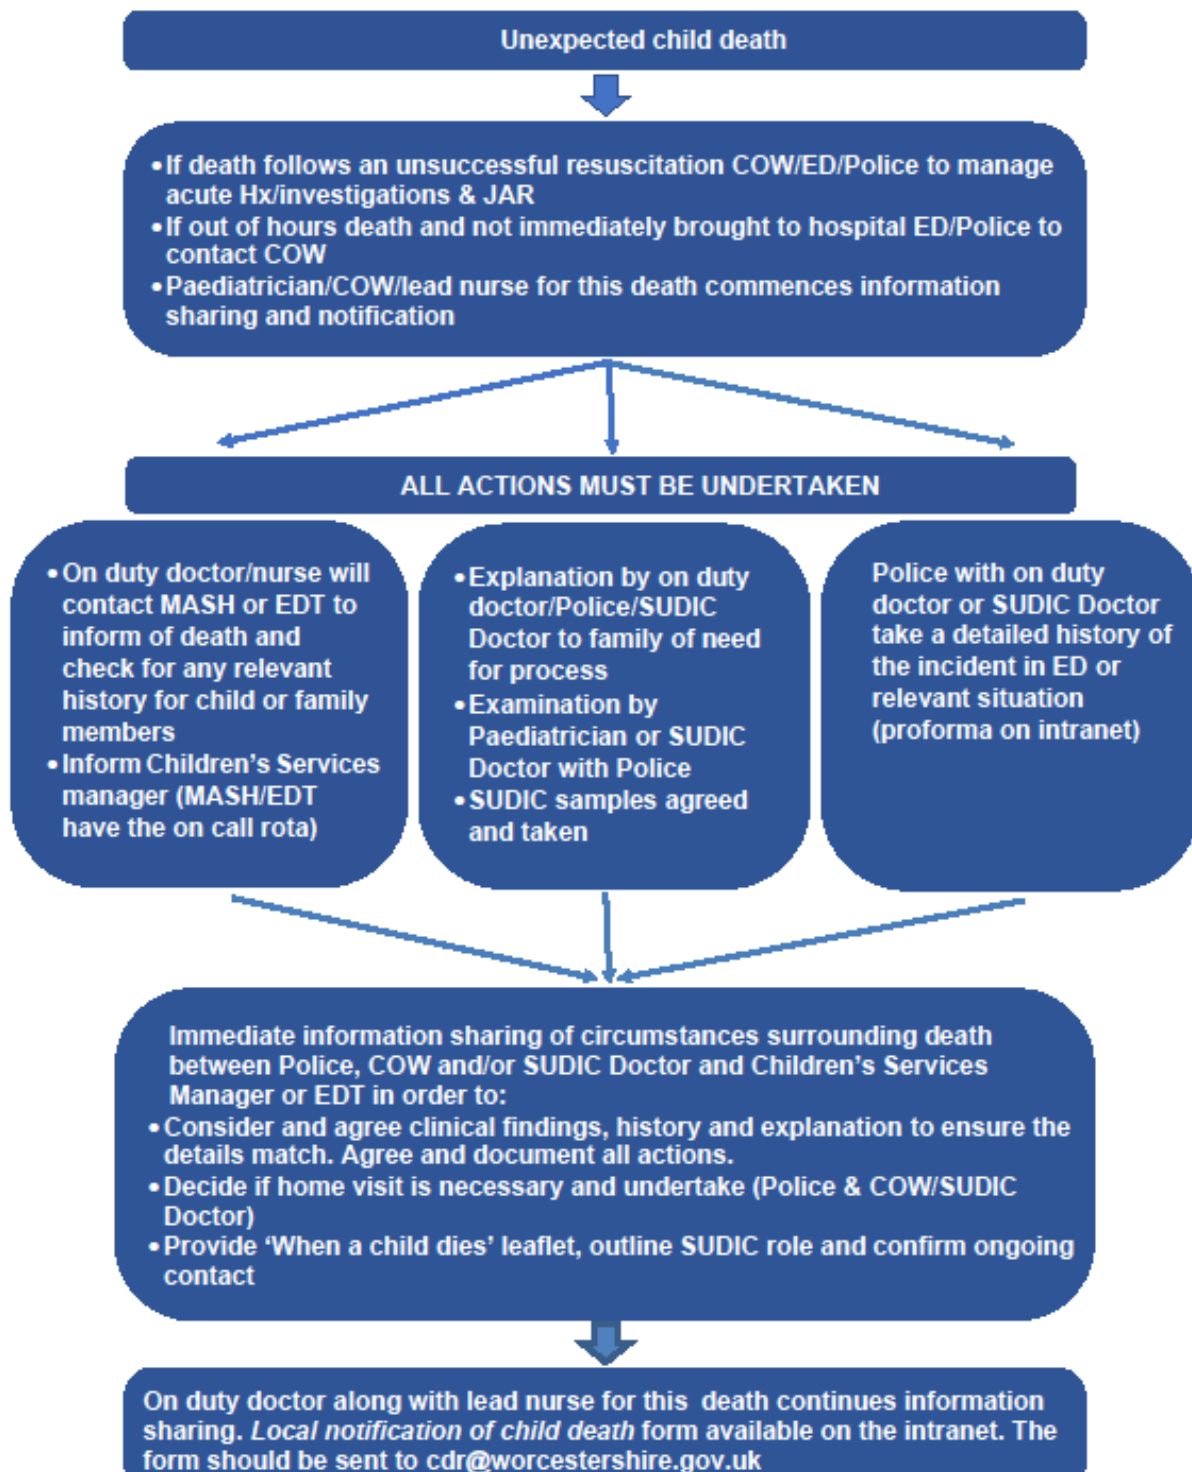 Unexpected child death
•If death follows an unsuccessful resuscitation COW/ED/Police to manage
acute Hx/investigations & JAR
•If out of hours death and not immediately brought to hospital ED/Police to
contact COW
•Paediatrician/COW/lead nurse for this death commences information
sharing and notification
ALL ACTIONS MUST BE UNDERTAKEN
•On duty doctor/nurse will
contact MASH or EDT to
inform of death and
check for any relevant
history for child or family
members
•Inform Children’s Services
manager (MASH/EDT
have the on call rota)
•Explanation by on duty
doctor/Police/SUDIC
Doctor to family of need
for process
•Examination by
Paediatrician or SUDIC
Doctor with Police
•SUDIC samples agreed
and taken
Police with on duty
doctor or SUDIC Doctor
take a detailed history of
the incident in ED or
relevant situation
(proforma on intranet)
Immediate information sharing of circumstances surrounding death
between Police, COW and/or SUDIC Doctor and Children’s Services
Manager or EDT in order to:
•Consider and agree clinical findings, history and explanation to ensure the
details match. Agree and document all actions.
•Decide if home visit is necessary and undertake (Police & COW/SUDIC
Doctor)
•Provide ‘When a child dies’ leaflet, outline SUDIC role and confirm ongoing
contact
On duty doctor along with lead nurse for this death continues information
sharing. Local notification of child death form available on the intranet. The
form should be sent to cdr@worcestershire.gov.uk